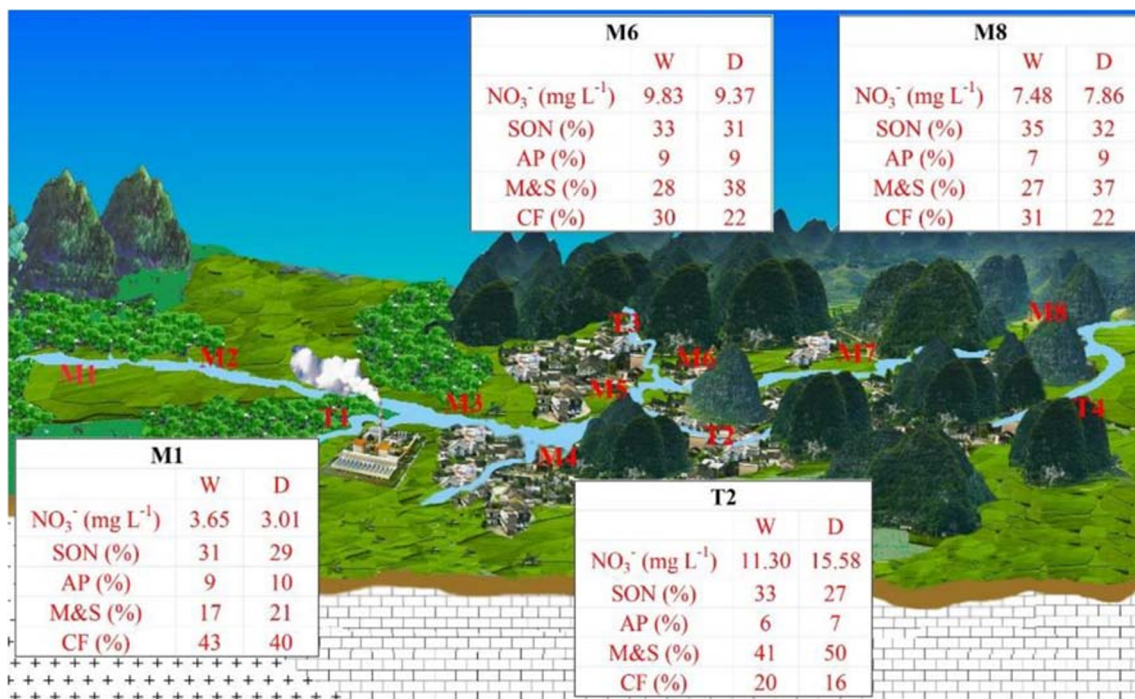 M6
W D
NO₃⁻ (mg L⁻¹) 9.83 9.37
SON (%) 33 31
AP (%) 9 9
M&S (%) 28 38
CF (%) 30 22
M8
W D
NO₃⁻ (mg L⁻¹) 7.48 7.86
SON (%) 35 32
AP (%) 7 9
M&S (%) 27 37
CF (%) 31 22
T3
M8
M1
M2
M6
M7
M5
T1
M3
T2
T4
M4
M1
W D
NO₃⁻ (mg L⁻¹) 3.65 3.01
SON (%) 31 29
AP (%) 9 10
M&S (%) 17 21
CF (%) 43 40
T2
W D
NO₃⁻ (mg L⁻¹) 11.30 15.58
SON (%) 33 27
AP (%) 6 7
M&S (%) 41 50
CF (%) 20 16